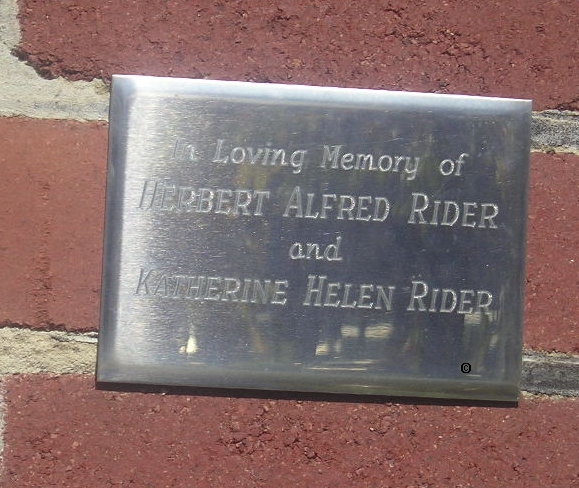 In Loving Memory of
HERBERT ALFRED RIDER
and
KATHERINE HELEN RIDER
©